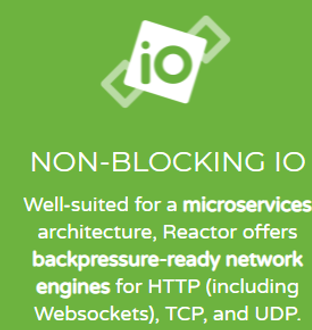 io
NON-BLOCKING IO
Well-suited for a microservices
architecture, Reactor offers
backpressure-ready network
engines for HTTP (including
Websockets), TCP, and UDP.